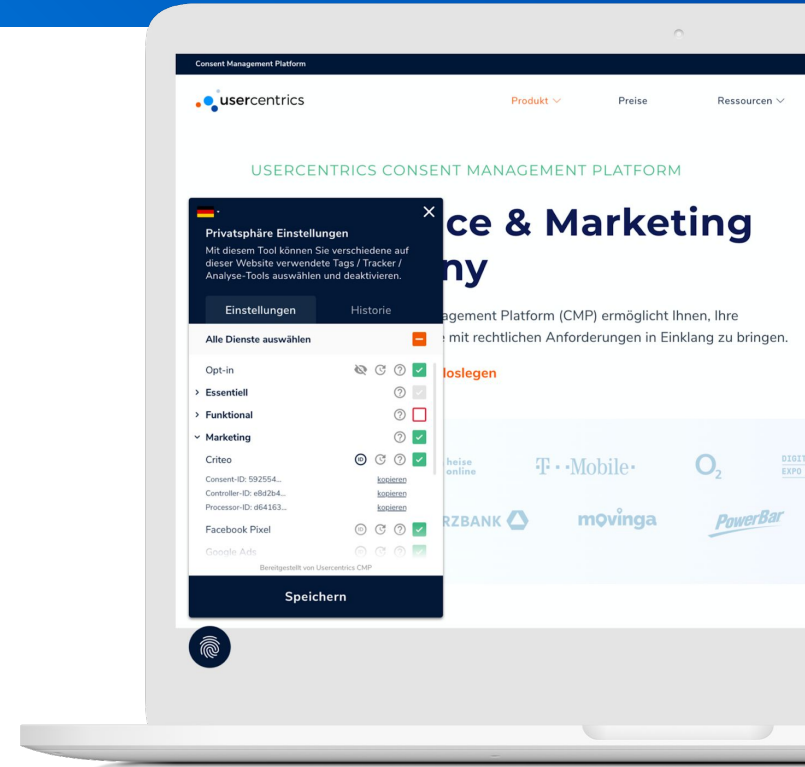 Consent Management Platform
usercentrics
Produkt
Preise
Ressourcen
USERCENTRICS CONSENT MANAGEMENT PLATFORM
ce & Marketing
ny
agement Platform (CMP) ermöglicht Ihnen, Ihre
mit rechtlichen Anforderungen in Einklang zu bringen.
loslegen
Privatsphäre Einstellungen
Mit diesem Tool können Sie verschiedene auf
dieser Website verwendete Tags / Tracker /
Analyse-Tools auswählen und deaktivieren.
Einstellungen
Historie
Alle Dienste auswählen
Opt-in
Essentiell
Funktional
Marketing
Criteo
ID
Consent-ID: 592554... kopieren
Controller-ID: e8d2b4... kopieren
Processor-ID: d64163... kopieren
Facebook Pixel
ID
Google Ads
Bereitgestellt von Usercentrics CMP
Speichern
heise
online
T··Mobile·
O2
DIGIT
EXPO
RZBANK
movinga
PowerBar